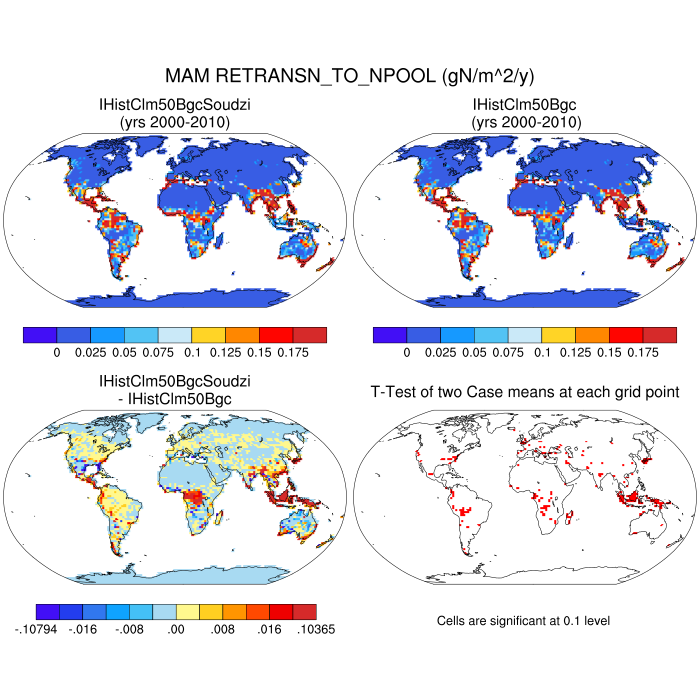 MAM RETRANSN_TO_NPOOL (gN/m^2/y)
IHistClm50BgcSoudzi
(yrs 2000-2010)
IHistClm50Bgc
(yrs 2000-2010)
0 0.025 0.05 0.075 0.1 0.125 0.15 0.175
0 0.025 0.05 0.075 0.1 0.125 0.15 0.175
IHistClm50BgcSoudzi
- IHistClm50Bgc
T-Test of two Case means at each grid point
-.10794 -.016 -.008 .00 .008 .016 .10365
Cells are significant at 0.1 level